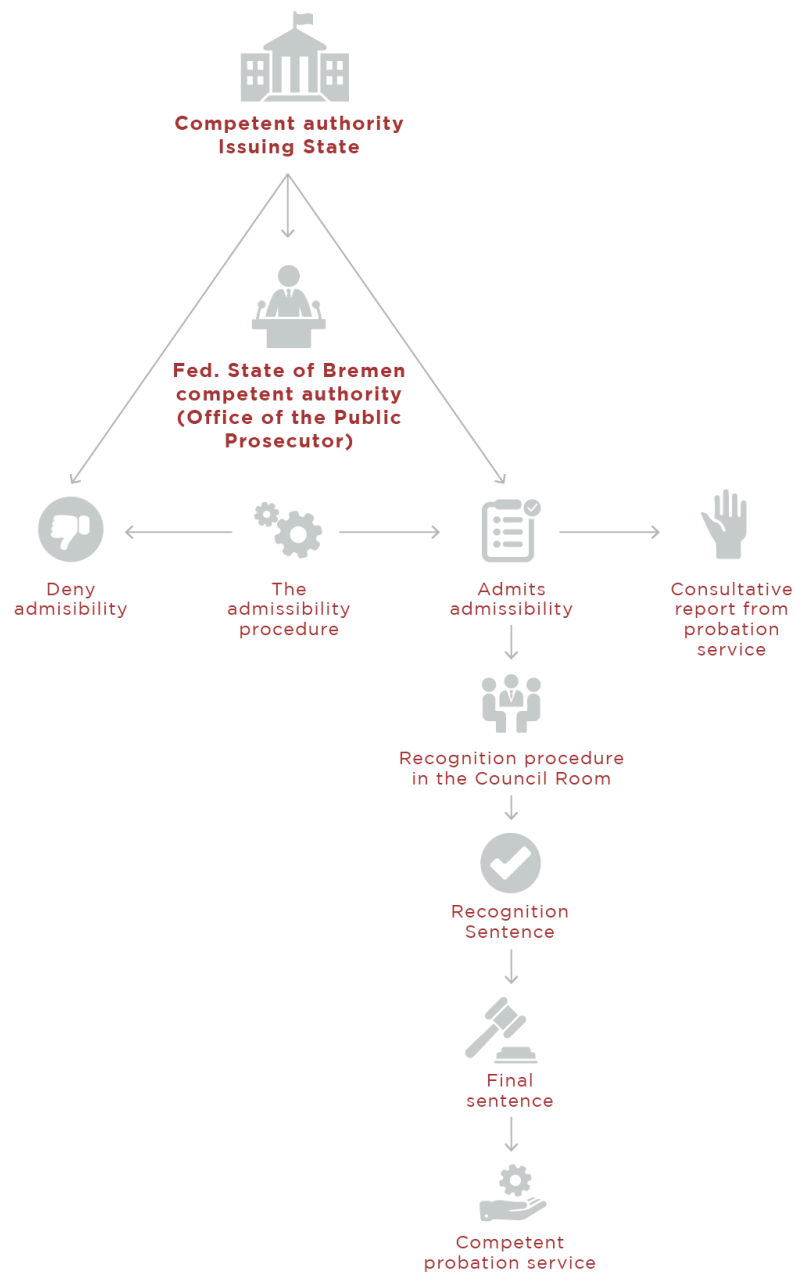 Competent authority
Issuing State
Fed. State of Bremen
competent authority
(Office of the Public
Prosecutor)
Deny
admisibility
The
admissibility
procedure
Admits
admissibility
Consultative
report from
probation
service
Recognition procedure
in the Council Room
Recognition
Sentence
Final
sentence
Competent
probation service